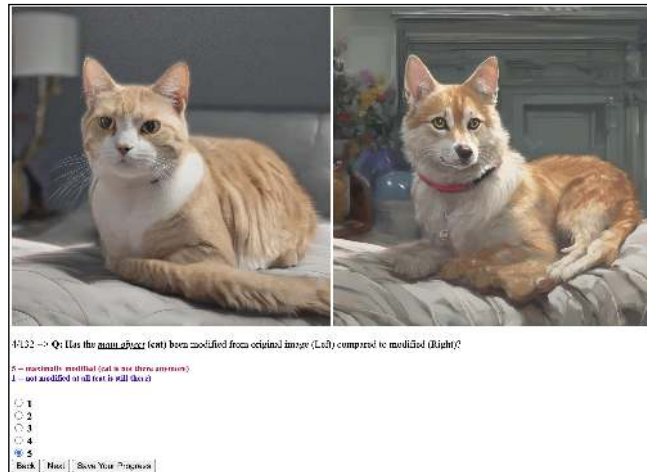 4/132 --> Q: Has the main object (cat) been modified from original image (Left) compared to modified (Right)?
5 -- maximally modified (cat is not there anymore)
1 -- not modified at all (cat is still there)
1
2
3
4
5
Back Next Save Your Progress